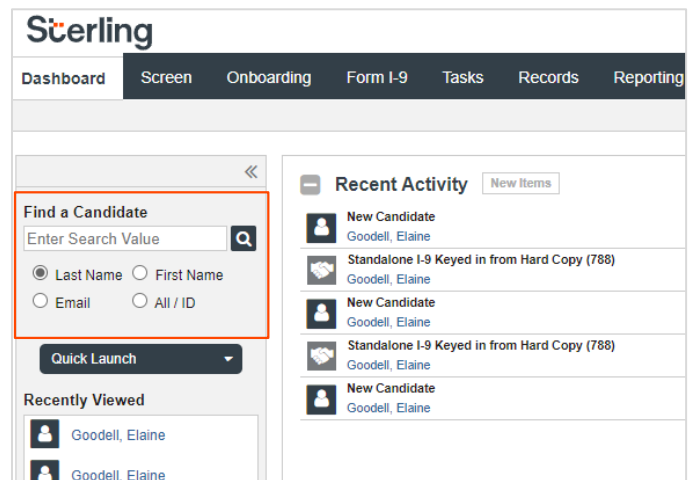 Sterling
Dashboard Screen Onboarding Form I-9 Tasks Records Reporting
Find a Candidate
Enter Search Value
Last Name First Name
Email All / ID
Quick Launch
Recently Viewed
Goodell, Elaine
Goodell, Elaine
Recent Activity New Items
New Candidate
Goodell, Elaine
Standalone I-9 Keyed in from Hard Copy (788)
Goodell, Elaine
New Candidate
Goodell, Elaine
Standalone I-9 Keyed in from Hard Copy (788)
Goodell, Elaine
New Candidate
Goodell, Elaine